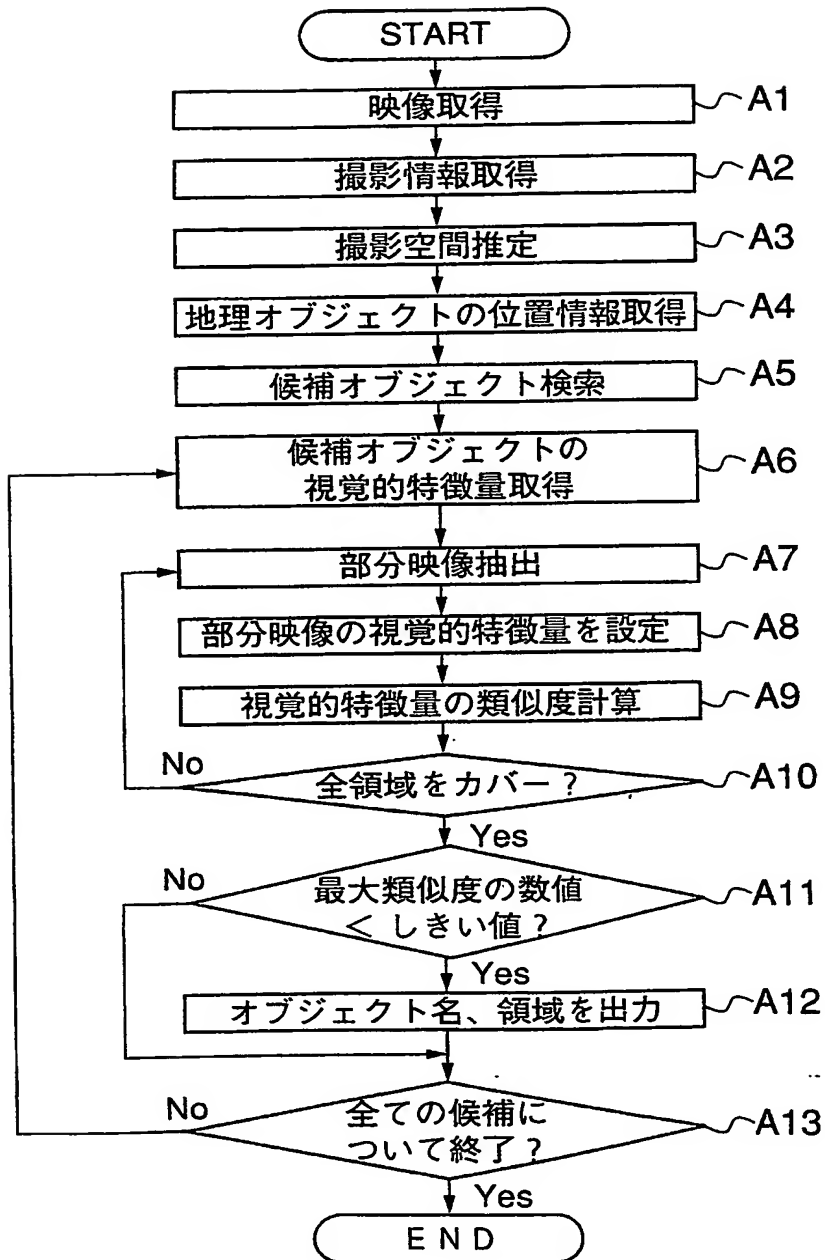 START
映像取得
A1
撮影情報取得
A2
撮影空間推定
A3
地理オブジェクトの位置情報取得
A4
候補オブジェクト検索
A5
候補オブジェクトの
視覚的特徴量取得
A6
部分映像抽出
A7
部分映像の視覚的特徴量を設定
A8
視覚的特徴量の類似度計算
A9
No
全領域をカバー?
A10
Yes
No
最大類似度の数値
< しきい値?
A11
Yes
オブジェクト名、領域を出力
A12
No
全ての候補に
ついて終了?
A13
Yes
END